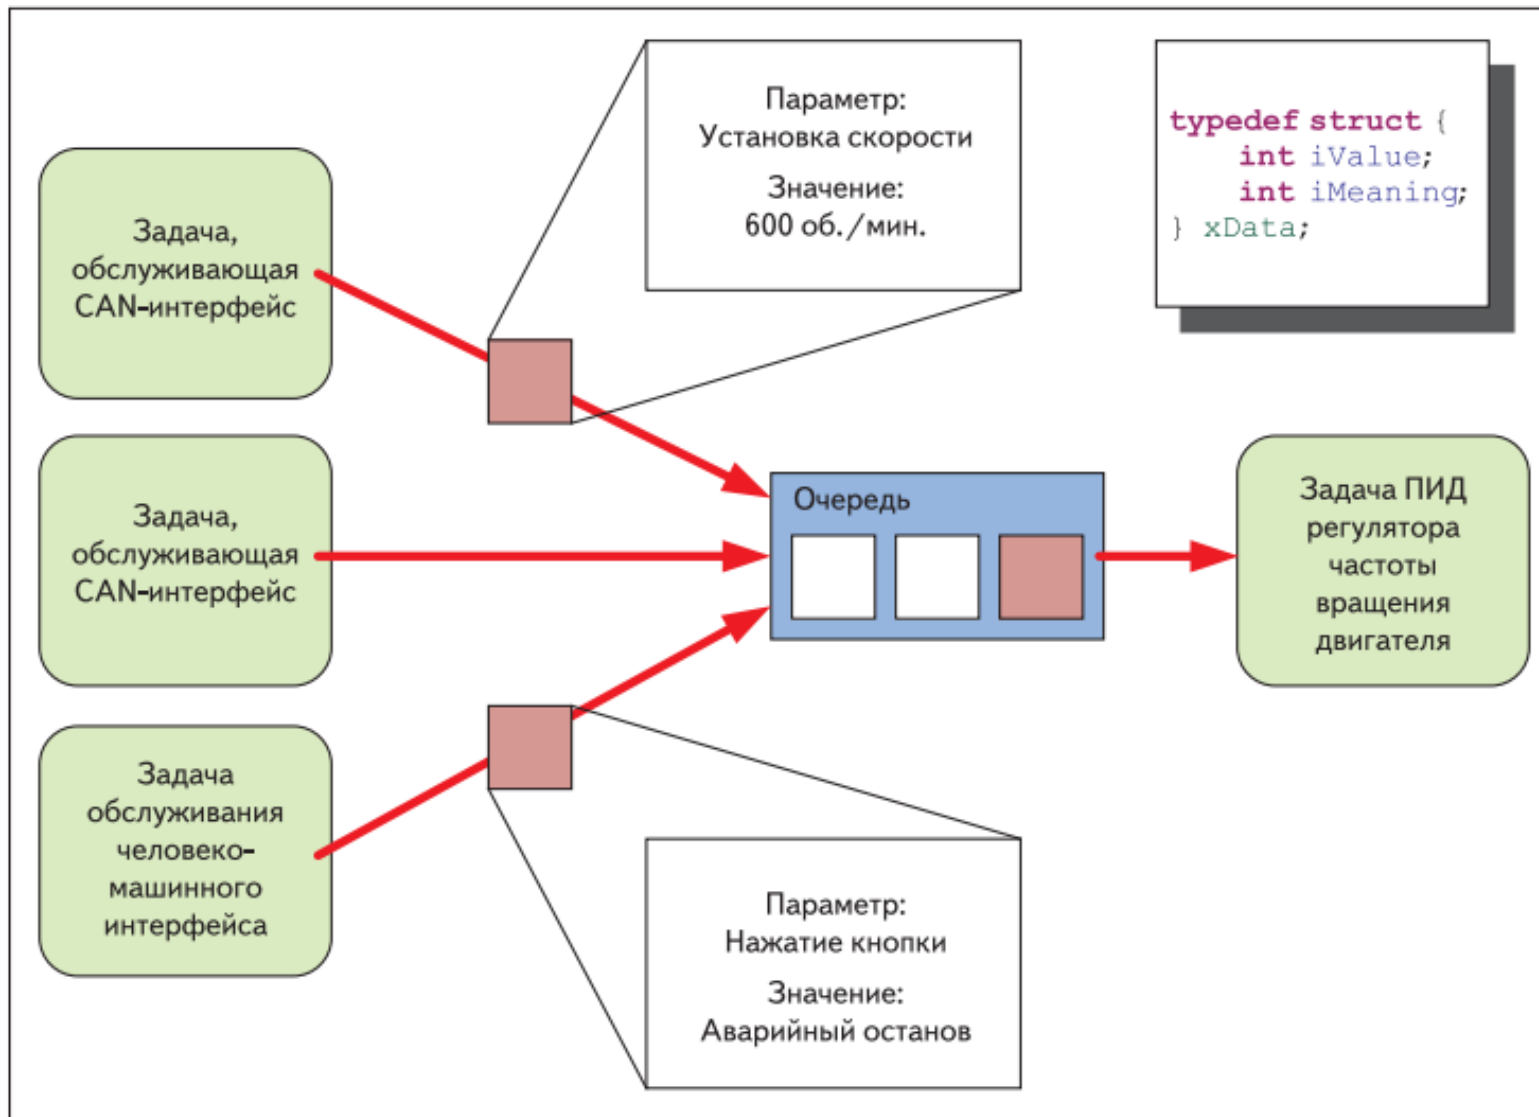 Параметр:
Установка скорости
Значение:
600 об./мин.
typedef struct {
int iValue;
int iMeaning;
} xData;
Задача,
обслуживающая
CAN-интерфейс
Задача,
обслуживающая
CAN-интерфейс
Очередь
Задача ПИД
регулятора
частоты
вращения
двигателя
Задача
обслуживания
человеко-
машинного
интерфейса
Параметр:
Нажатие кнопки
Значение:
Аварийный останов